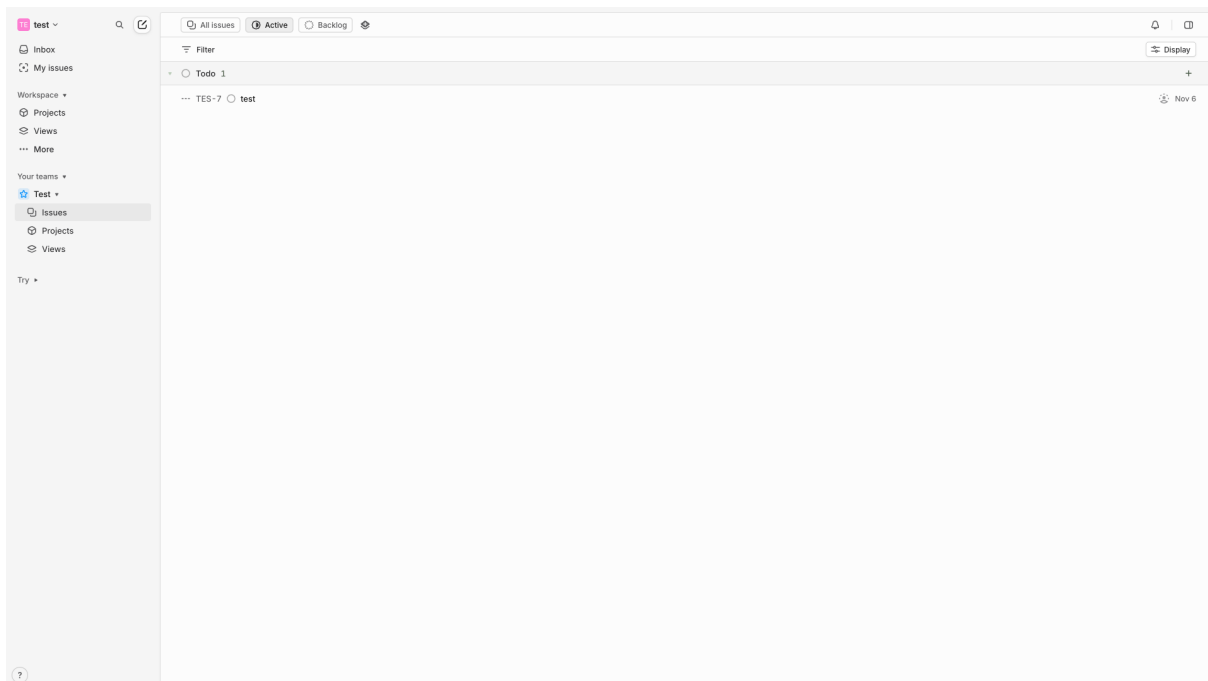 TE test
All issues Active Backlog
Inbox
My issues
Workspace
Projects
Views
More
Your teams
Test
Issues
Projects
Views
Try
?
Filter Display
Todo 1
TES-7 test Nov 6